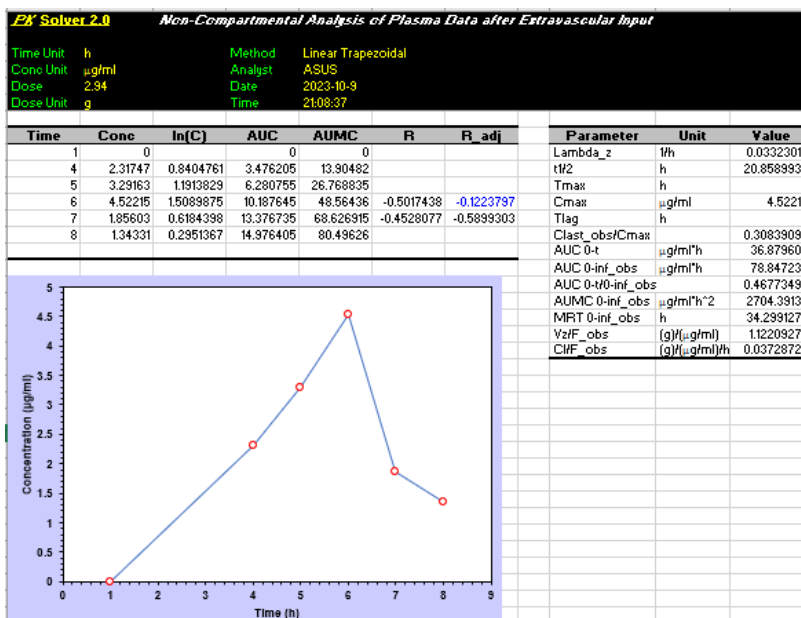 PK Solver 2.0 Non-Compartmental Analysis of Plasma Data after Extravascular Input
Time Unit h Method Linear Trapezoidal
Conc Unit µg/ml Analyst ASUS
Dose 2.94 Date 2023-10-9
Dose Unit g Time 21:08:37
Time Conc ln(C) AUC AUMC R R_adj
1 0 0 0
4 2.31747 0.8404761 3.476205 13.90482
5 3.29163 1.1913829 6.280755 26.768835
6 4.52215 1.5089875 10.187645 48.56436 -0.5017438 -0.1223797
7 1.85603 0.6184398 13.376735 68.626915 -0.4528077 -0.5899303
8 1.34331 0.2951367 14.976405 80.49626
Parameter Unit Value
Lambda_z 1/h 0.0332301
t1/2 h 20.858993
Tmax h
Cmax µg/ml 4.5221
Tlag h
Clast_obs/Cmax 0.3083909
AUC 0-t µg/ml*h 36.87960
AUC 0-inf_obs µg/ml*h 78.84723
AUC 0-t/0-inf_obs 0.4677349
AUMC 0-inf_obs µg/ml*h^2 2704.3913
MRT 0-inf_obs h 34.299127
Vz/F_obs (g)/(µg/ml) 1.1220927
Cl/F_obs (g)/(µg/ml)/h 0.0372872
Concentration (µg/ml)
5
4.5
4
3.5
3
2.5
2
1.5
1
0.5
0
0 1 2 3 4 5 6 7 8 9
Time (h)